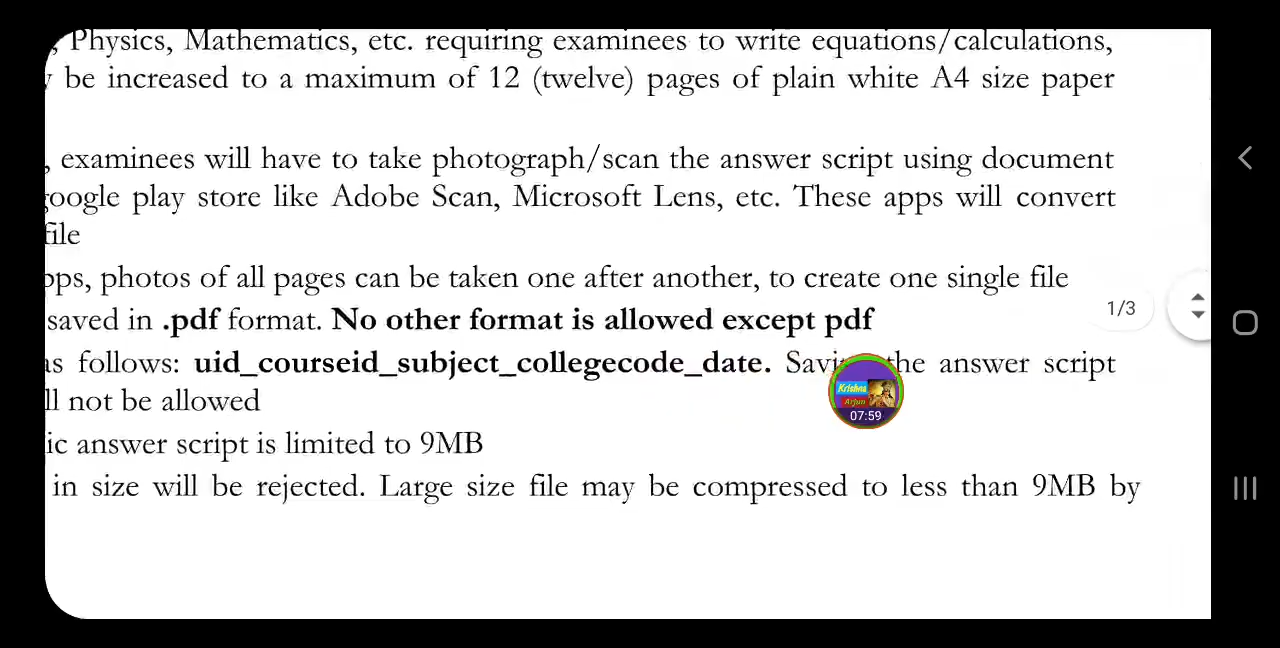 , Physics, Mathematics, etc. requiring examinees to write equations/calculations,
be increased to a maximum of 12 (twelve) pages of plain white A4 size paper
, examinees will have to take photograph/scan the answer script using document
google play store like Adobe Scan, Microsoft Lens, etc. These apps will convert
file
pps, photos of all pages can be taken one after another, to create one single file
1/3
saved in .pdf format. No other format is allowed except pdf
as follows: uid_courseid_subject_collegecode_date. Saving the answer script
Krishna
Arjun
07:59
ll not be allowed
ic answer script is limited to 9MB
in size will be rejected. Large size file may be compressed to less than 9MB by